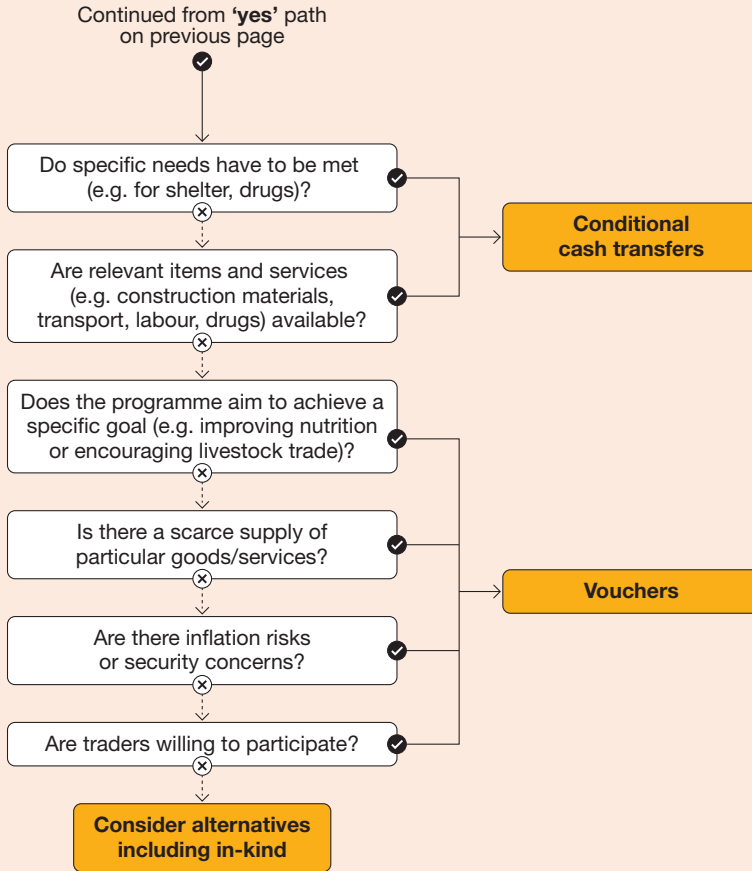 Continued from 'yes' path
on previous page
Do specific needs have to be met
(e.g. for shelter, drugs)?
Conditional
cash transfers
Are relevant items and services
(e.g. construction materials,
transport, labour, drugs) available?
Does the programme aim to achieve a
specific goal (e.g. improving nutrition
or encouraging livestock trade)?
Is there a scarce supply of
particular goods/services?
Vouchers
Are there inflation risks
or security concerns?
Are traders willing to participate?
Consider alternatives
including in-kind